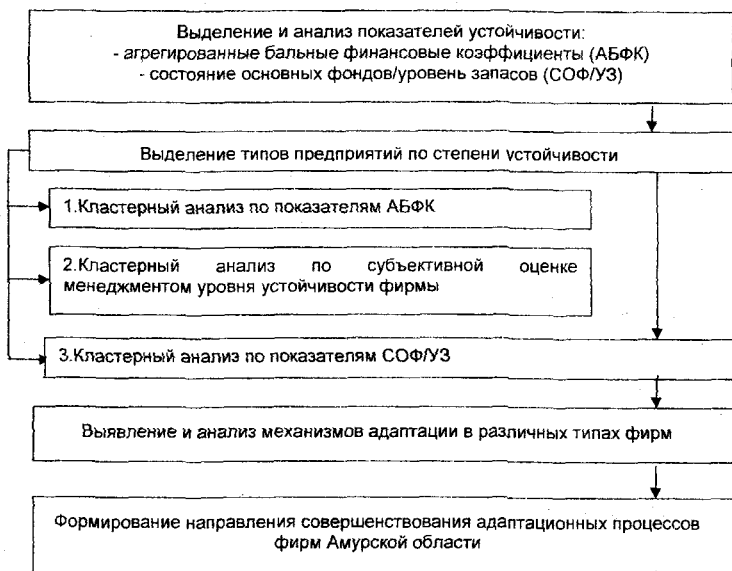 Выделение и анализ показателей устойчивости:
- агрегированные бальные финансовые коэффициенты (АБФК)
- состояние основных фондов/уровень запасов (СОФ/УЗ)
Выделение типов предприятий по степени устойчивости
1.Кластерный анализ по показателям АБФК
2.Кластерный анализ по субъективной оценке
менеджментом уровня устойчивости фирмы
3.Кластерный анализ по показателям СОФ/УЗ
Выявление и анализ механизмов адаптации в различных типах фирм
Формирование направления совершенствования адаптационных процессов
фирм Амурской области